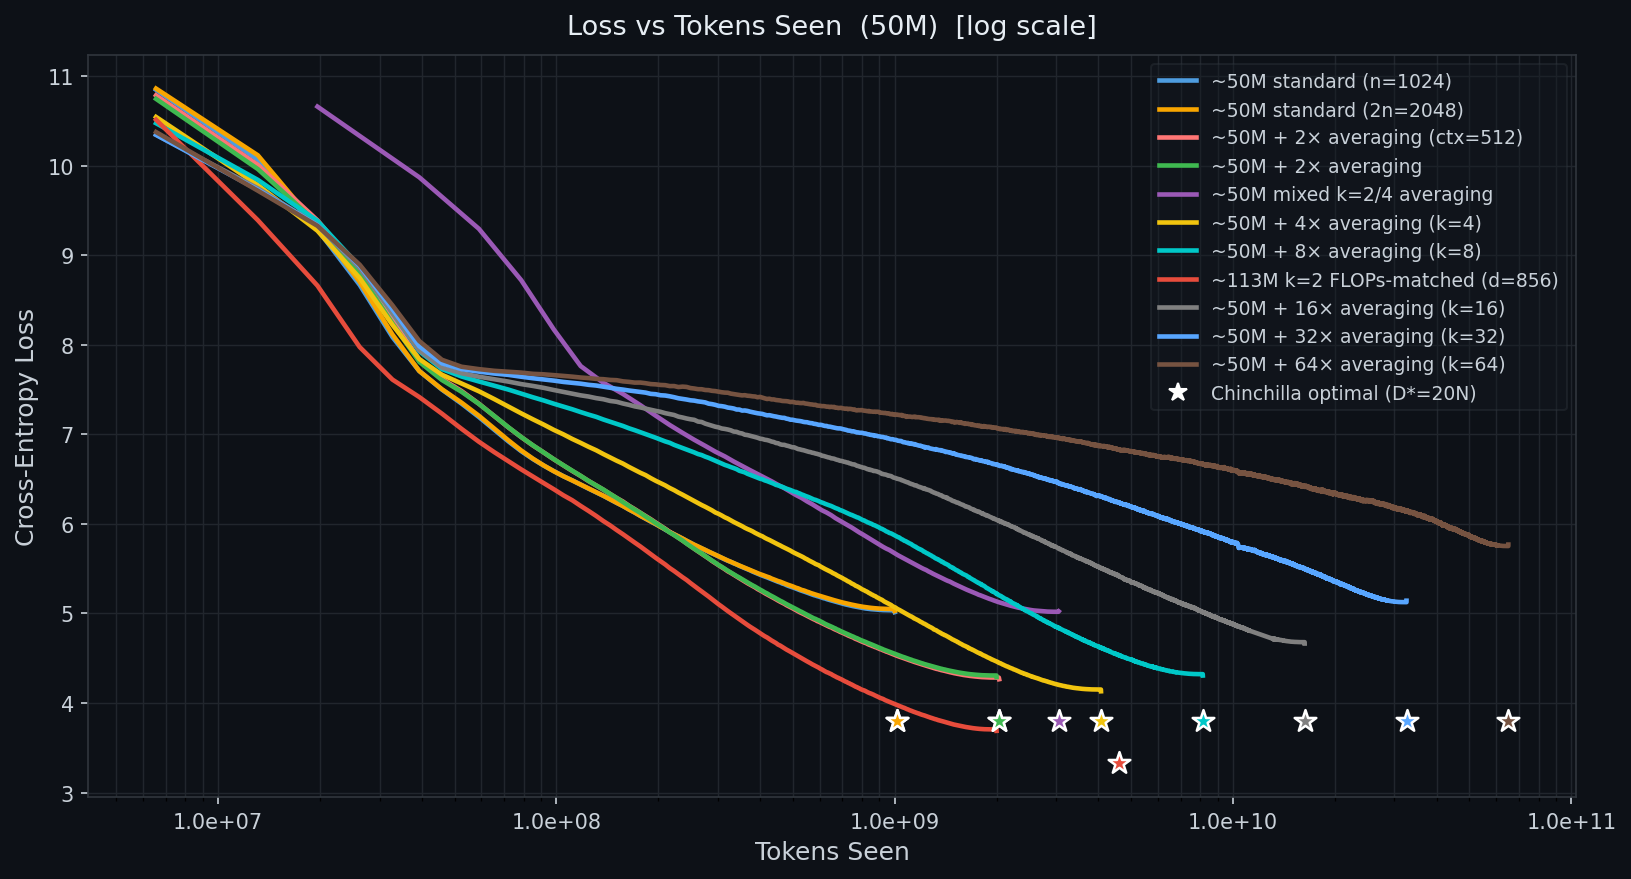 Loss vs Tokens Seen  (50M)  [log scale]
11
10
9
8
7
6
5
4
3
Cross-Entropy Loss
~50M standard (n=1024)
~50M standard (2n=2048)
~50M + 2× averaging (ctx=512)
~50M + 2× averaging
~50M mixed k=2/4 averaging
~50M + 4× averaging (k=4)
~50M + 8× averaging (k=8)
~113M k=2 FLOPs-matched (d=856)
~50M + 16× averaging (k=16)
~50M + 32× averaging (k=32)
~50M + 64× averaging (k=64)
Chinchilla optimal (D*=20N)
1.0e+07 1.0e+08 1.0e+09 1.0e+10 1.0e+11
Tokens Seen